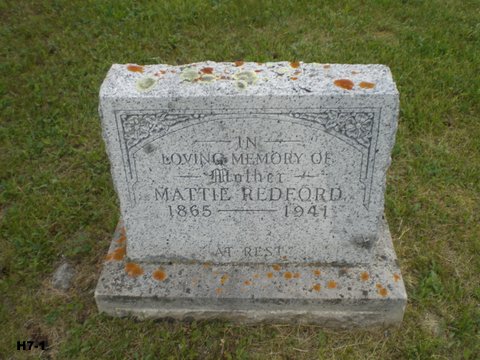 IN
LOVING MEMORY OF
Mother
MATTIE REDFORD
1865 — 1941
"AT REST"
H7-1